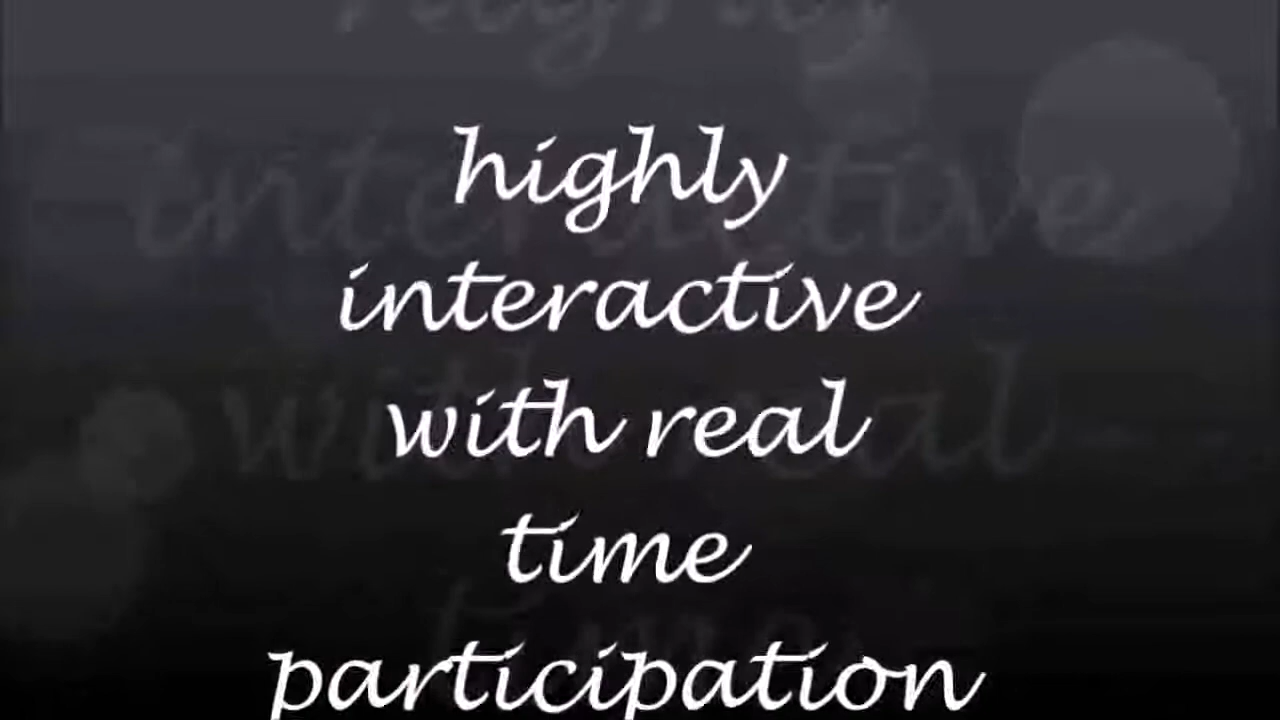 highly
interactive
with real
time
participation